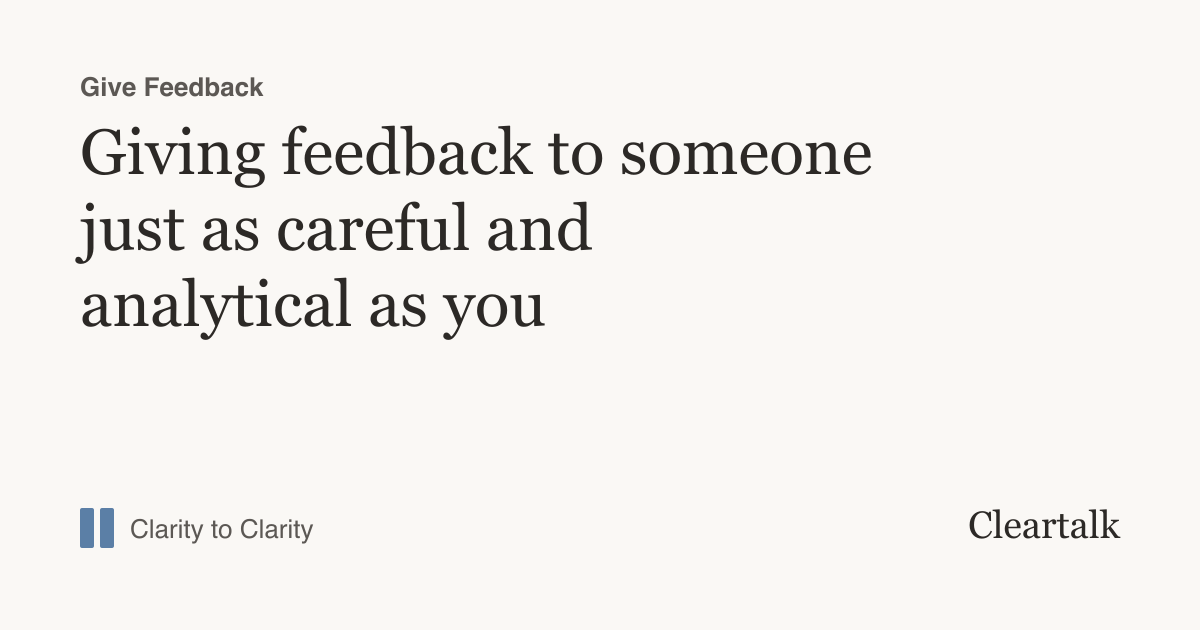 Give Feedback
Giving feedback to someone
just as careful and
analytical as you
Clarity to Clarity
Cleartalk